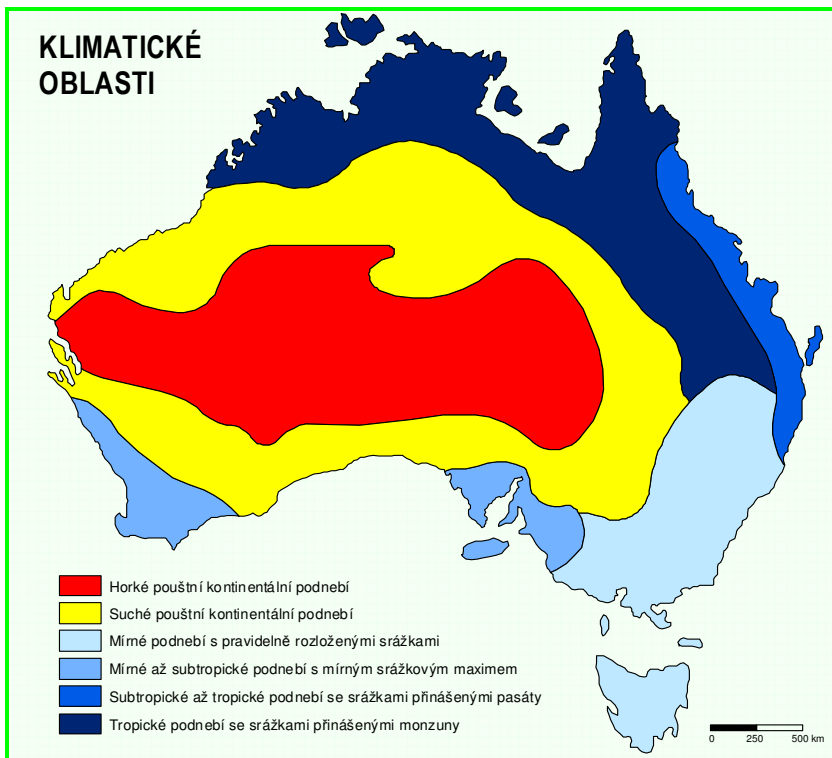 KLIMATICKÉ
OBLASTI
Horké pouštní kontinentální podnebí
Suché pouštní kontinentální podnebí
Mírné podnebí s pravidelně rozloženými srážkami
Mírné až subtropické podnebí s mírným srážkovým maximem
Subtropické až tropické podnebí se srážkami přinášenými pasáty
Tropické podnebí se srážkami přinášenými monzuny
0 250 500 km